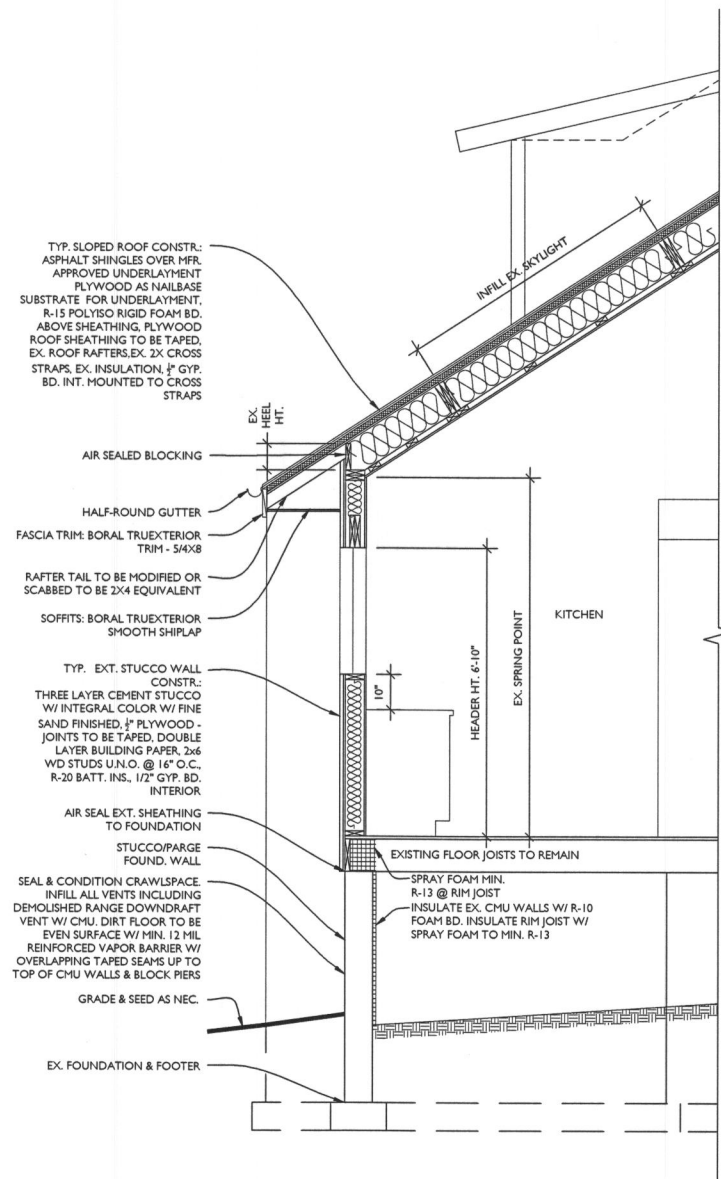 TYP. SLOPED ROOF CONSTR.:
ASPHALT SHINGLES OVER MFR.
APPROVED UNDERLAYMENT
PLYWOOD AS NAILBASE
SUBSTRATE FOR UNDERLAYMENT,
R-15 POLYISO RIGID FOAM BD.
ABOVE SHEATHING, PLYWOOD
ROOF SHEATHING TO BE TAPED,
EX. ROOF RAFTERS,EX. 2X CROSS
STRAPS, EX. INSULATION, ½" GYP.
BD. INT. MOUNTED TO CROSS
STRAPS
INFILL EX. SKYLIGHT
EX.
HEEL
HT.
AIR SEALED BLOCKING
HALF-ROUND GUTTER
FASCIA TRIM: BORAL TRUEXTERIOR
TRIM - 5/4X8
RAFTER TAIL TO BE MODIFIED OR
SCABBED TO BE 2X4 EQUIVALENT
SOFFITS: BORAL TRUEXTERIOR
SMOOTH SHIPLAP
KITCHEN
EX. SPRING POINT
HEADER HT. 6'-10"
10"
TYP. EXT. STUCCO WALL
CONSTR.:
THREE LAYER CEMENT STUCCO
W/ INTEGRAL COLOR W/ FINE
SAND FINISHED, ½" PLYWOOD -
JOINTS TO BE TAPED, DOUBLE
LAYER BUILDING PAPER, 2x6
WD STUDS U.N.O. @ 16" O.C.,
R-20 BATT. INS., 1/2" GYP. BD.
INTERIOR
AIR SEAL EXT. SHEATHING
TO FOUNDATION
STUCCO/PARGE
FOUND. WALL
EXISTING FLOOR JOISTS TO REMAIN
SPRAY FOAM MIN.
R-13 @ RIM JOIST
INSULATE EX. CMU WALLS W/ R-10
FOAM BD. INSULATE RIM JOIST W/
SPRAY FOAM TO MIN. R-13
SEAL & CONDITION CRAWLSPACE.
INFILL ALL VENTS INCLUDING
DEMOLISHED RANGE DOWNDRAFT
VENT W/ CMU. DIRT FLOOR TO BE
EVEN SURFACE W/ MIN. 12 MIL
REINFORCED VAPOR BARRIER W/
OVERLAPPING TAPED SEAMS UP TO
TOP OF CMU WALLS & BLOCK PIERS
GRADE & SEED AS NEC.
EX. FOUNDATION & FOOTER